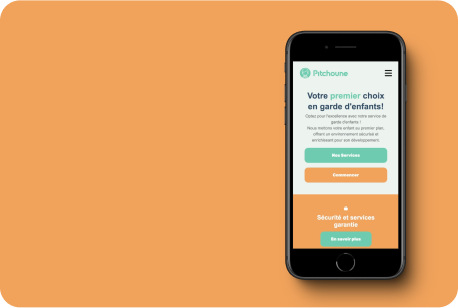 Pitchoune
Votre premier choix
en garde d'enfants!
Optez pour l'excellence avec notre service de
garde d'enfants !
Nous mettons votre enfant au premier plan,
offrant un environnement sécurisé et
enrichissant pour son développement.
Nos Services
Commencer
Sécurité et services
garantie
En savoir plus